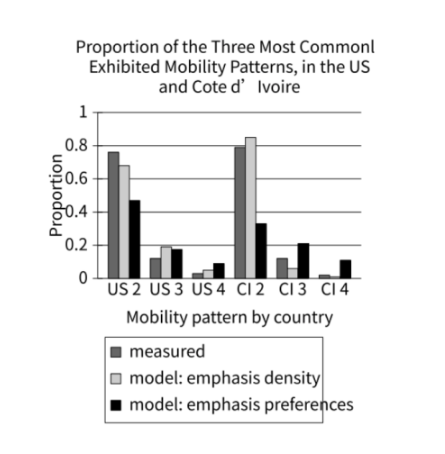 Proportion of the Three Most Commonl
Exhibited Mobility Patterns, in the US
and Cote d’ Ivoire
1
0.8
0.6
0.4
0.2
0
Proportion
US 2 US 3 US 4 CI 2 CI 3 CI 4
Mobility pattern by country
measured
model: emphasis density
model: emphasis preferences